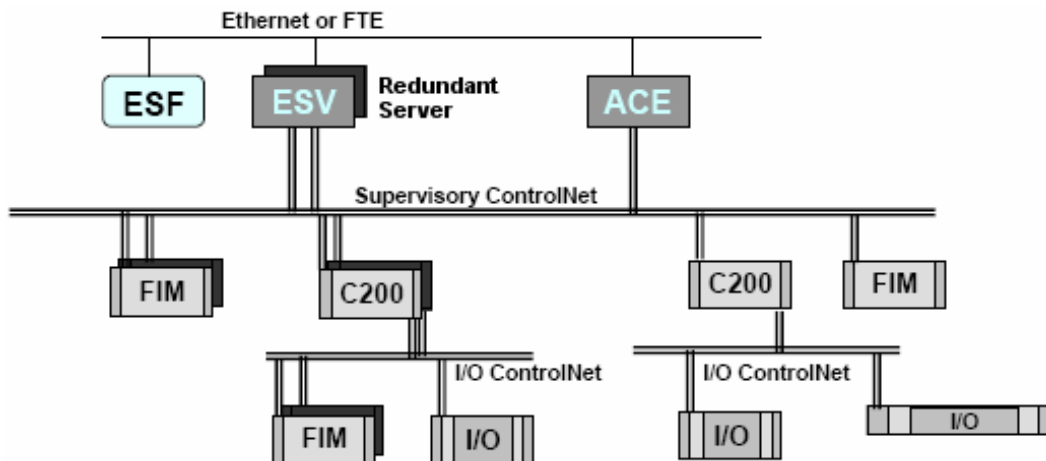 Ethernet or FTE
ESF
ESV
Redundant
Server
ACE
Supervisory ControlNet
FIM
C200
C200
FIM
I/O ControlNet
I/O ControlNet
FIM
I/O
I/O
I/O